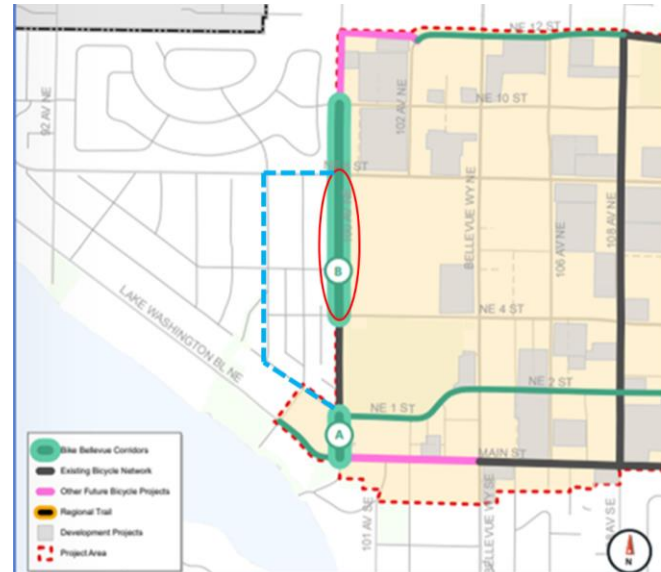 NE 12 ST
92 AV NE
102 AV NE
NE 10 ST
ST
BELLEVUE WY NE
106 AV NE
108 AV NE
B
LAKE WASHINGTON BL NE
NE 4 ST
NE 2 ST
NE 1 ST
A
MAIN ST
101 AV SE
BELLEVUE WY SE
AV SE
Bike Bellevue Corridors
Existing Bicycle Network
Other Future Bicycle Projects
Regional Trail
Development Projects
Project Area
N